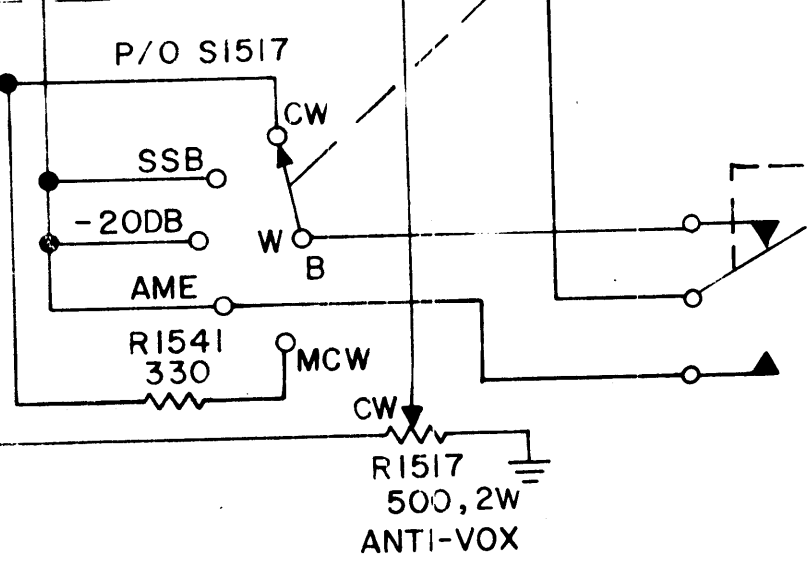 P/O S1517
CW
SSB
-20DB
W
B
AME
R1541
330
MCW
CW
R1517
500, 2W
ANTI-VOX